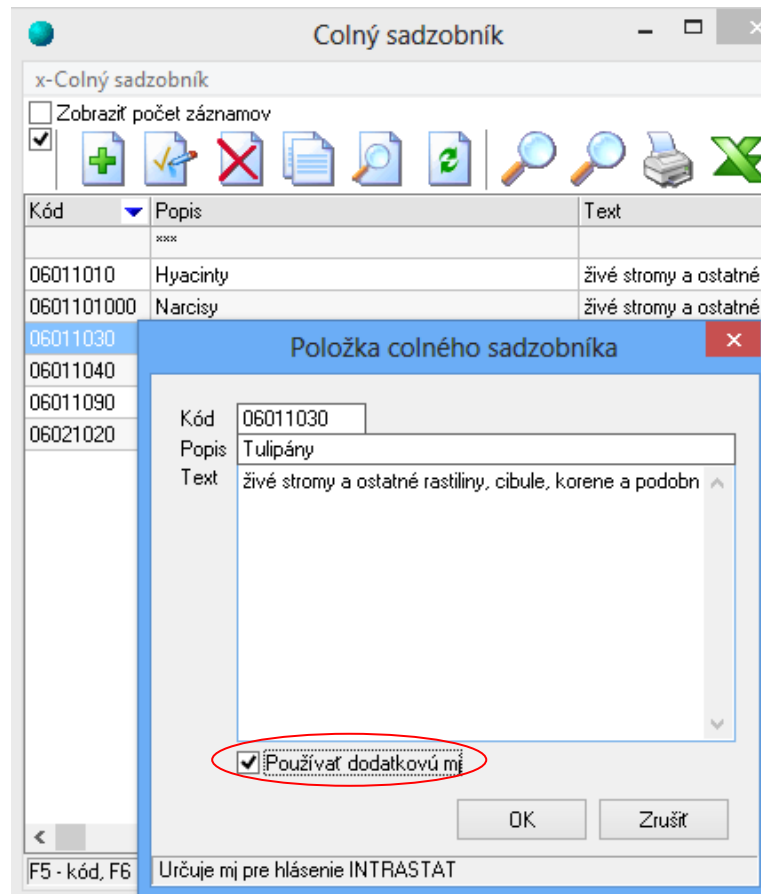 Colný sadzobník
x-Colný sadzobník
Zobraziť počet záznamov
Kód Popis Text
***
06011010 Hyacinty živé stromy a ostatné
0601101000 Narcisy živé stromy a ostatné
06011030
06011040
06011090
06021020
Položka colného sadzobníka
Kód 06011030
Popis Tulipány
Text živé stromy a ostatné rastiliny, cibule, korene a podobn
Používať dodatkovú mj
OK Zrušiť
F5 - kód, F6
Určuje mj pre hlásenie INTRASTAT